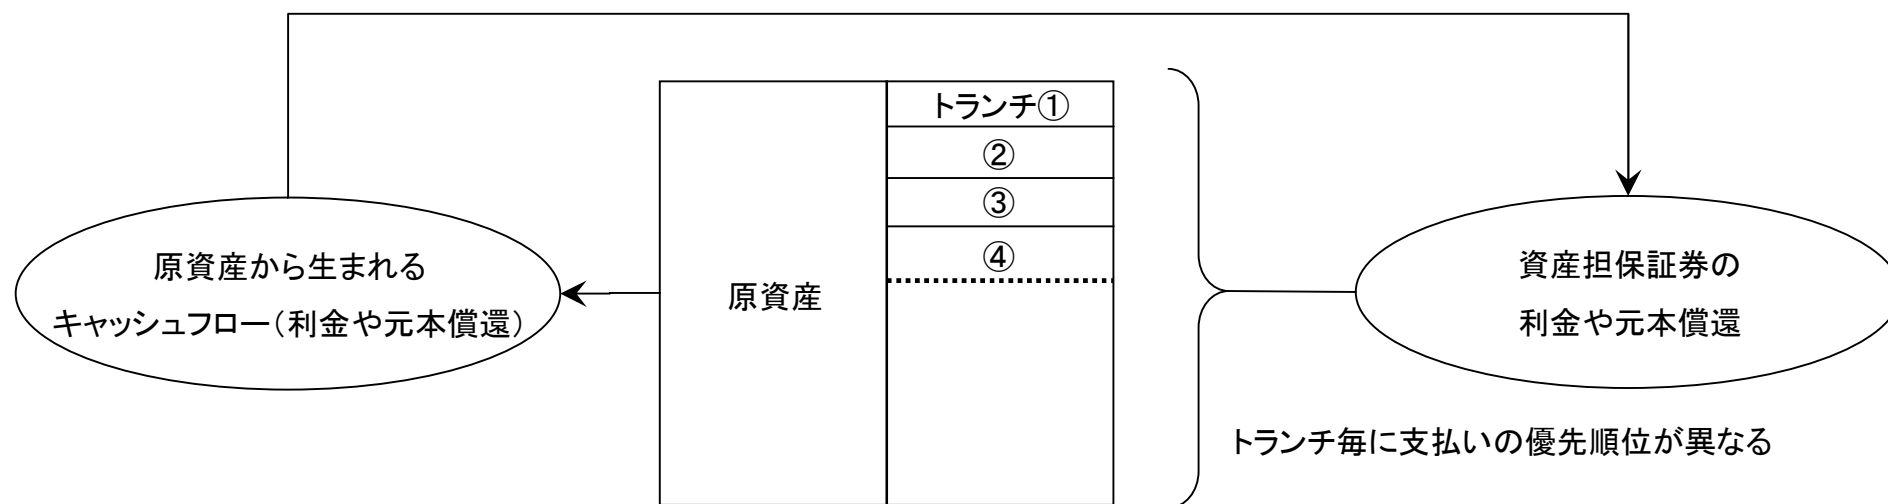 トランチ①
②
③
④
原資産
原資産から生まれる
キャッシュフロー(利金や元本償還)
資産担保証券の
利金や元本償還
トランチ毎に支払いの優先順位が異なる